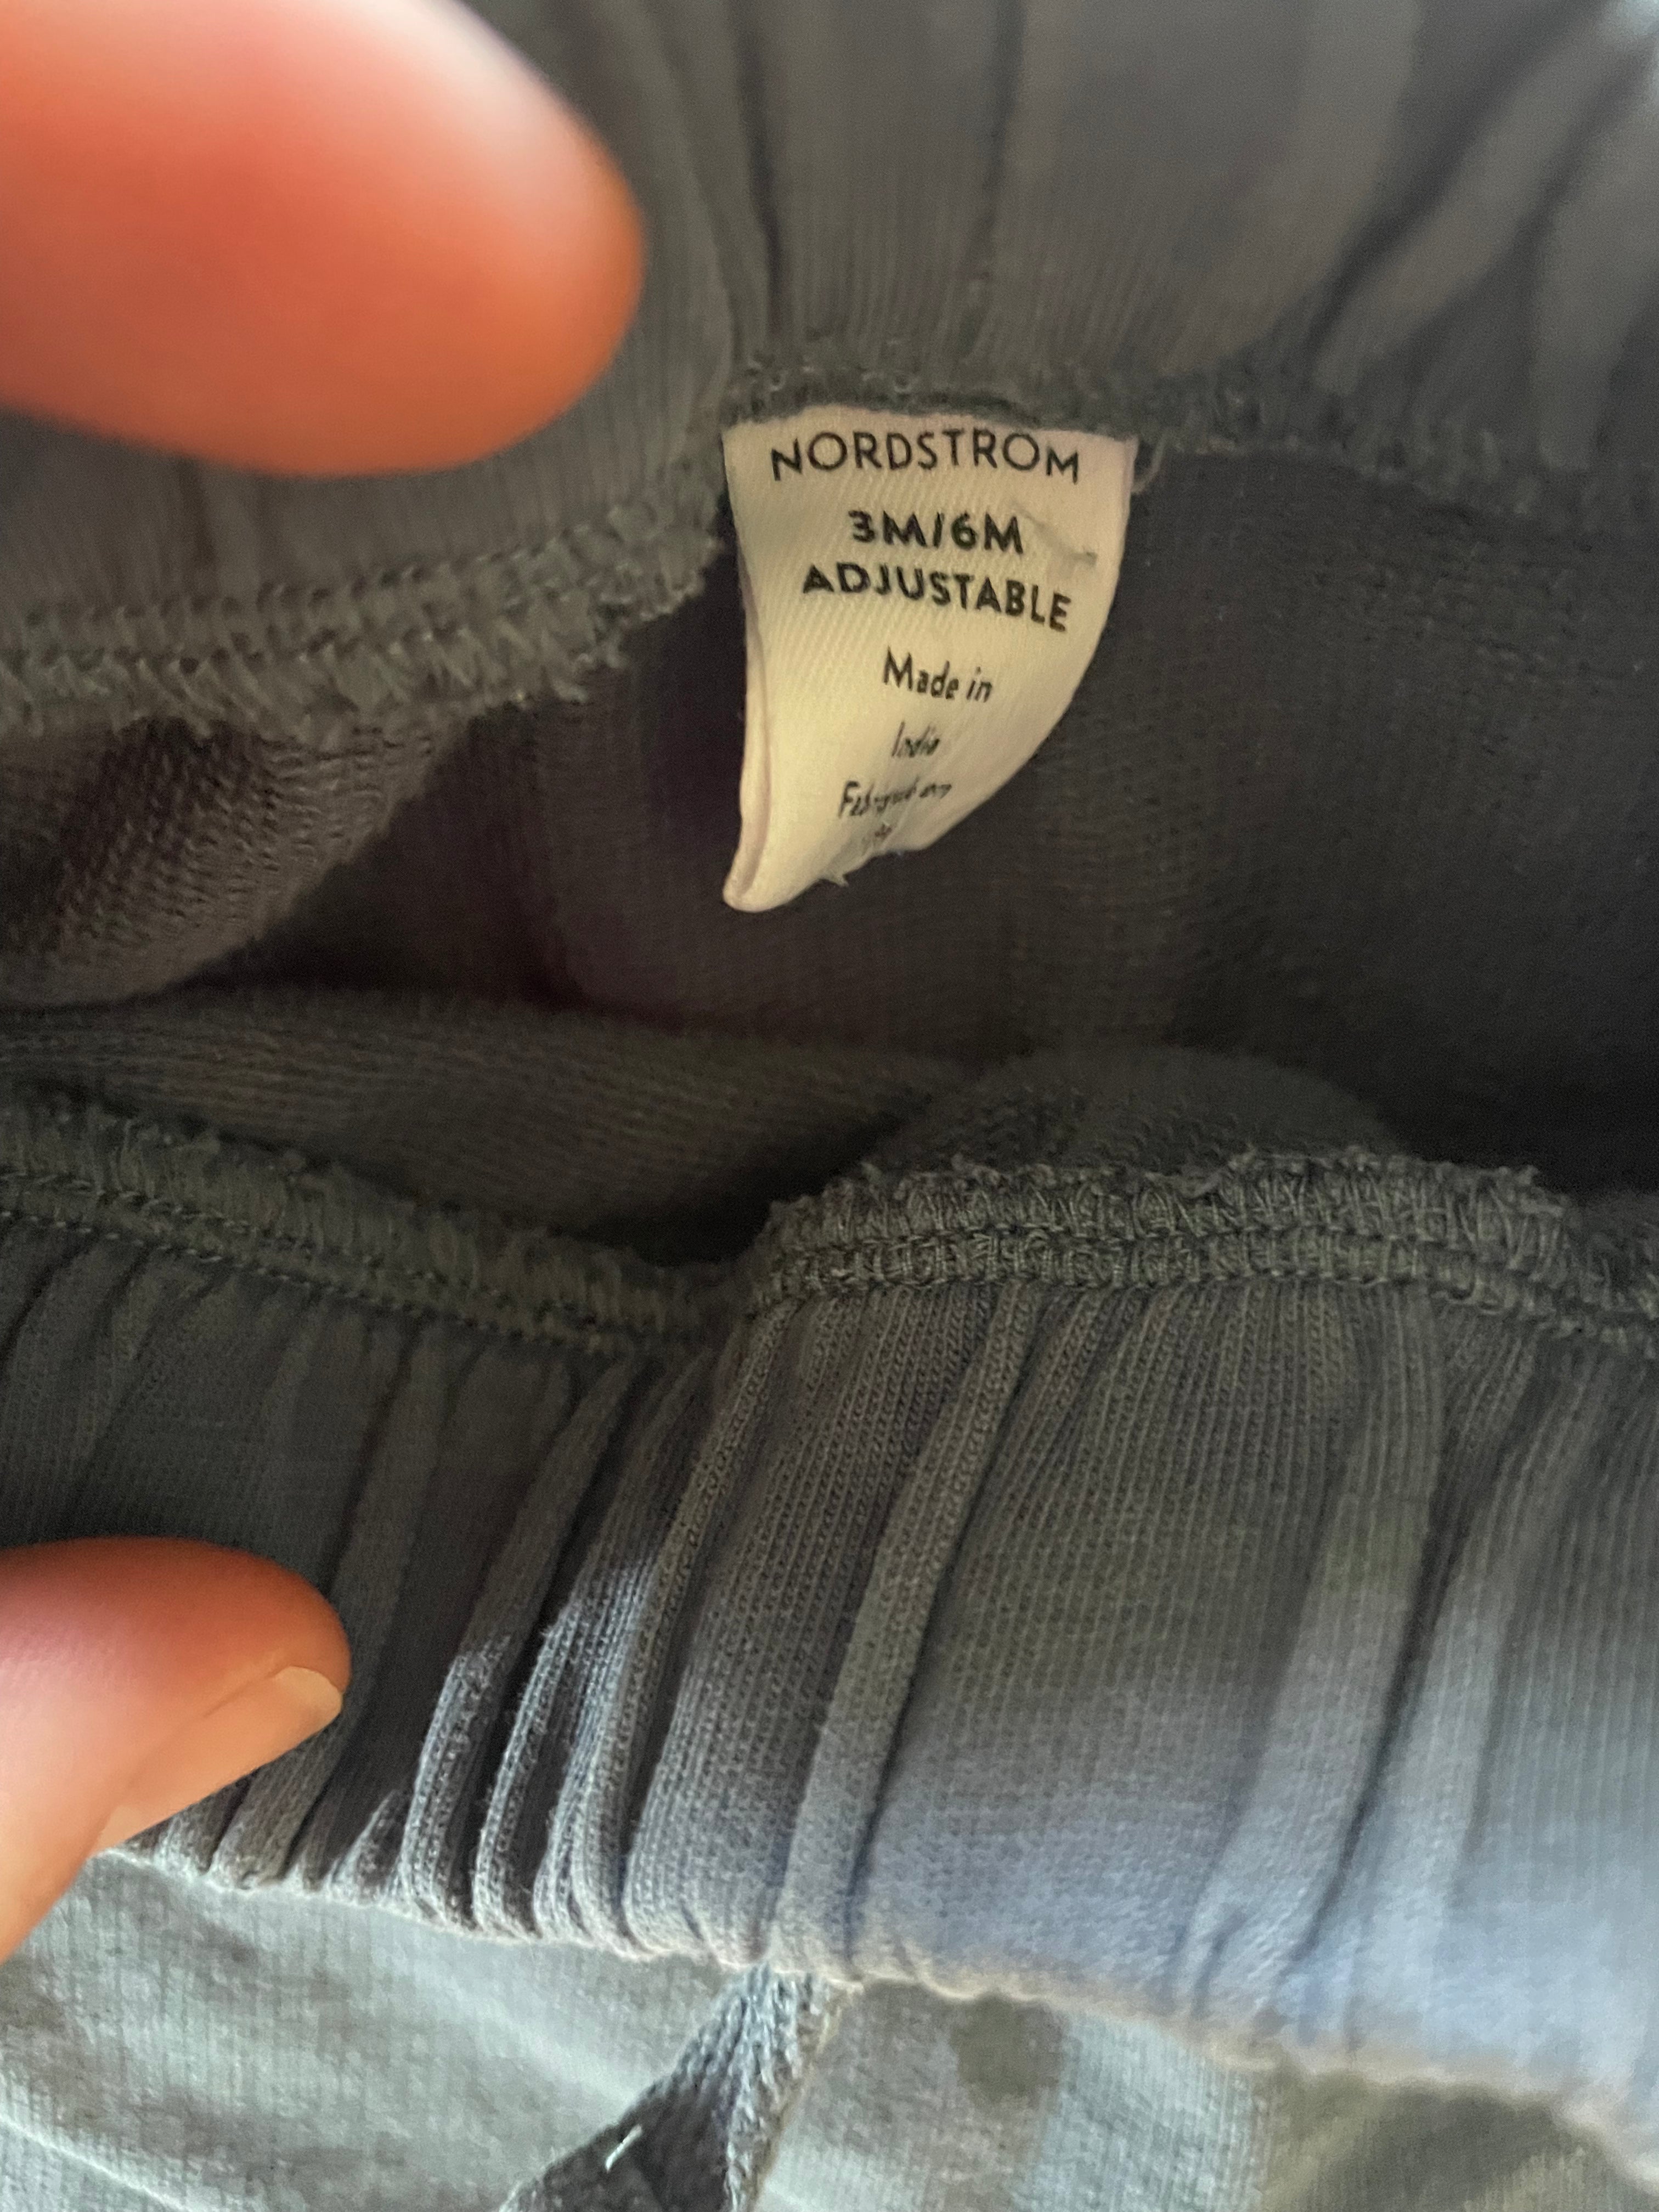 NORDSTROM
3M/6M
ADJUSTABLE
Made in
India